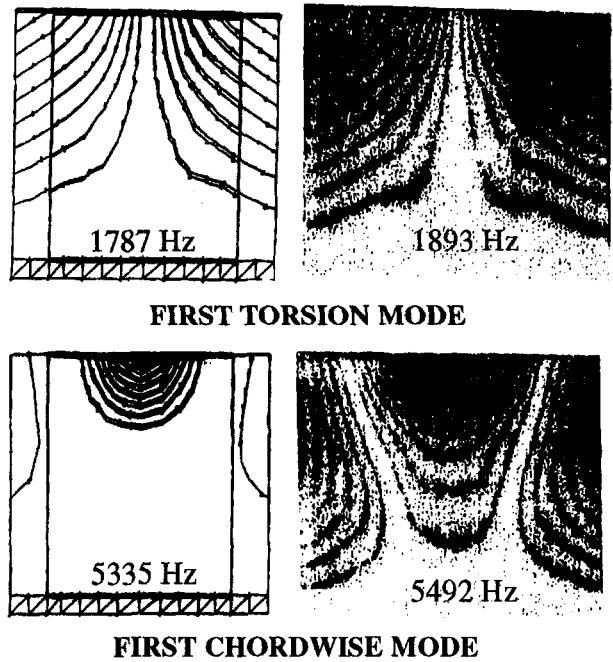 1787 Hz
1893 Hz
FIRST TORSION MODE
5335 Hz
5492 Hz
FIRST CHORDWISE MODE